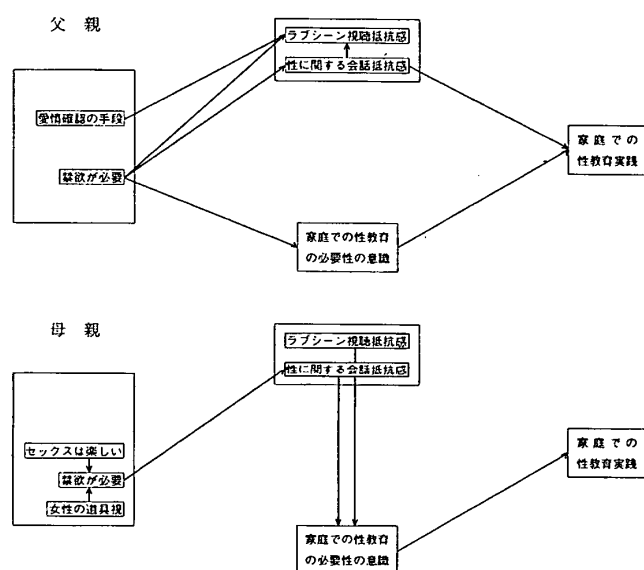 父親
ラブシーン視聴抵抗感
性に関する会話抵抗感
愛情確認の手段
禁欲が必要
家庭での
性教育実践
家庭での性教育
の必要性の意識
母親
ラブシーン視聴抵抗感
性に関する会話抵抗感
セックスは楽しい
禁欲が必要
女性の道具視
家庭での
性教育実践
家庭での性教育
の必要性の意識